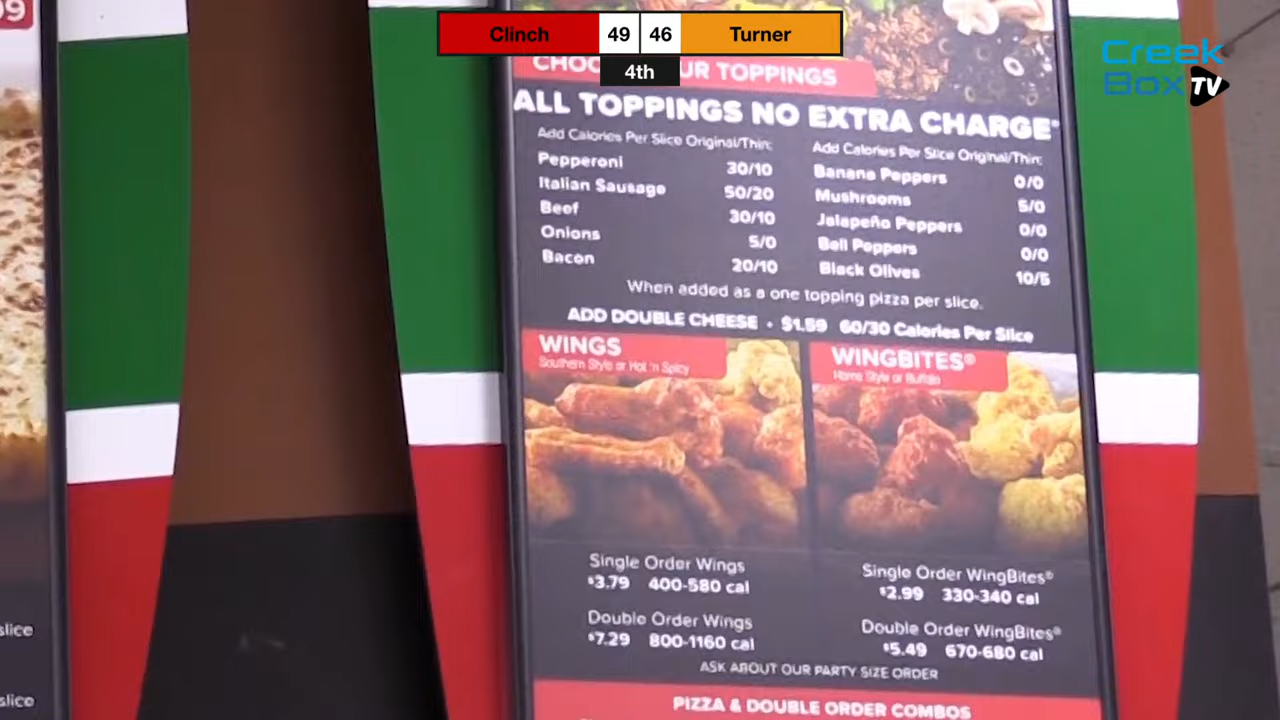 99
Clinch 49 46 Turner
4th
Creek
Box TV
CHOO UR TOPPINGS
ALL TOPPINGS NO EXTRA CHARGE*
Add Calories Per Slice Original/Thin:
Pepperoni 30/10
Italian Sausage 50/20
Beef 30/10
Onions 5/0
Bacon 20/10
Add Calories Per Slice Original/Thin:
Banana Peppers 0/0
Mushrooms 5/0
Jalapeño Peppers 0/0
Bell Peppers 0/0
Black Olives 10/5
When added as a one topping pizza per slice.
ADD DOUBLE CHEESE • $1.59 60/30 Calories Per Slice
WINGS
Southern Style or Hot 'n Spicy
Single Order Wings
$3.79 400-580 cal
Double Order Wings
$7.29 800-1160 cal
WINGBITES®
Home Style or Buffalo
Single Order WingBites®
$2.99 330-340 cal
Double Order WingBites®
$5.49 670-680 cal
ASK ABOUT OUR PARTY SIZE ORDER
PIZZA & DOUBLE ORDER COMBOS
slice
slice